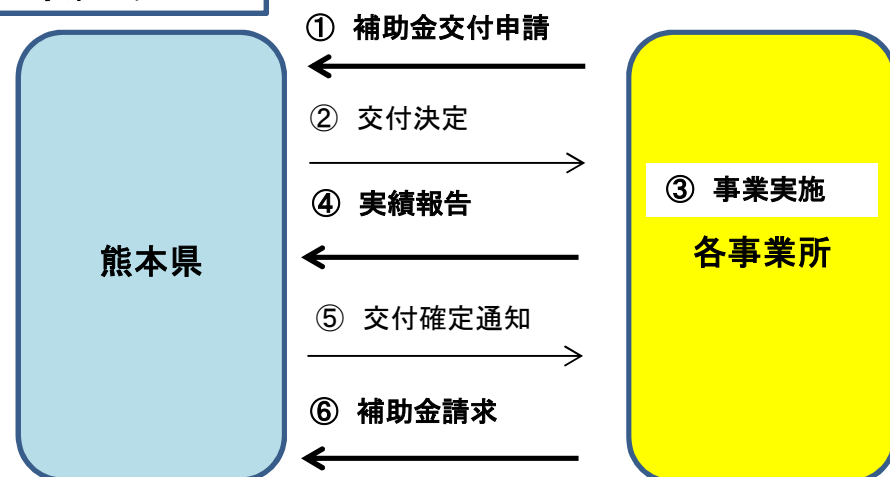 ① 補助金交付申請
② 交付決定
③ 事業実施
④ 実績報告
熊本県
各事業所
⑤ 交付確定通知
⑥ 補助金請求